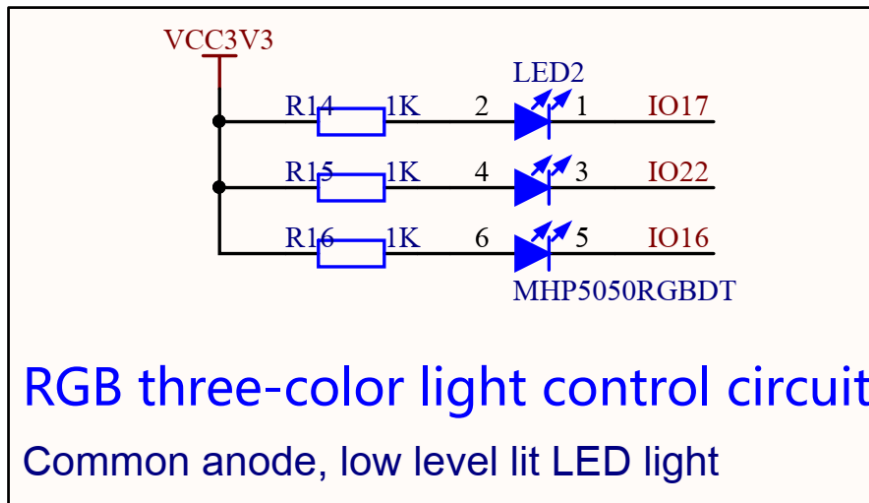 VCC3V3
LED2
R14 1K 2 1 IO17
R15 1K 4 3 IO22
R16 1K 6 5 IO16
MHP5050RGBDT
RGB three-color light control circuit
Common anode, low level lit LED light